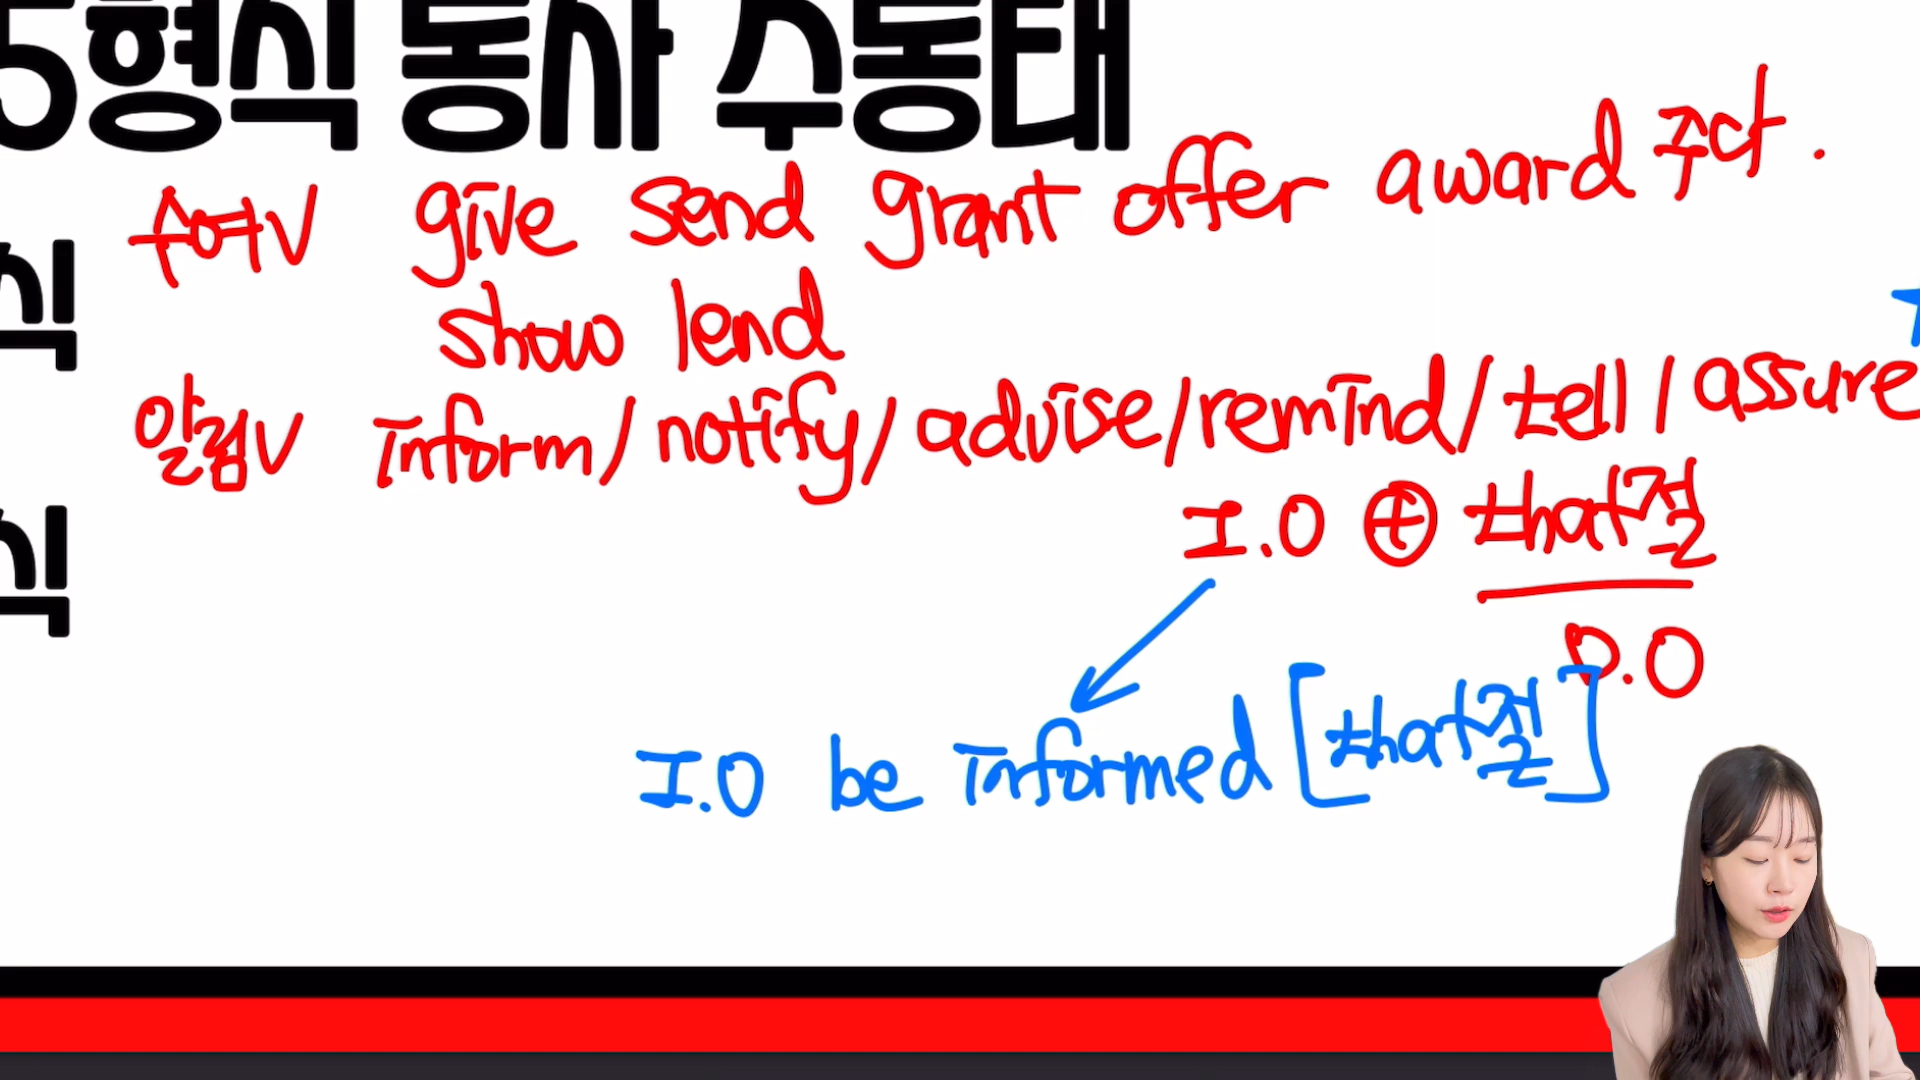 5형식 동사 수동태
수여V give send grant offer award 주다.
show lend
식
알림V inform/notify/advise/remind/tell/assure
I.O ⊕ that절
식
D.O
I.O be informed [that절]